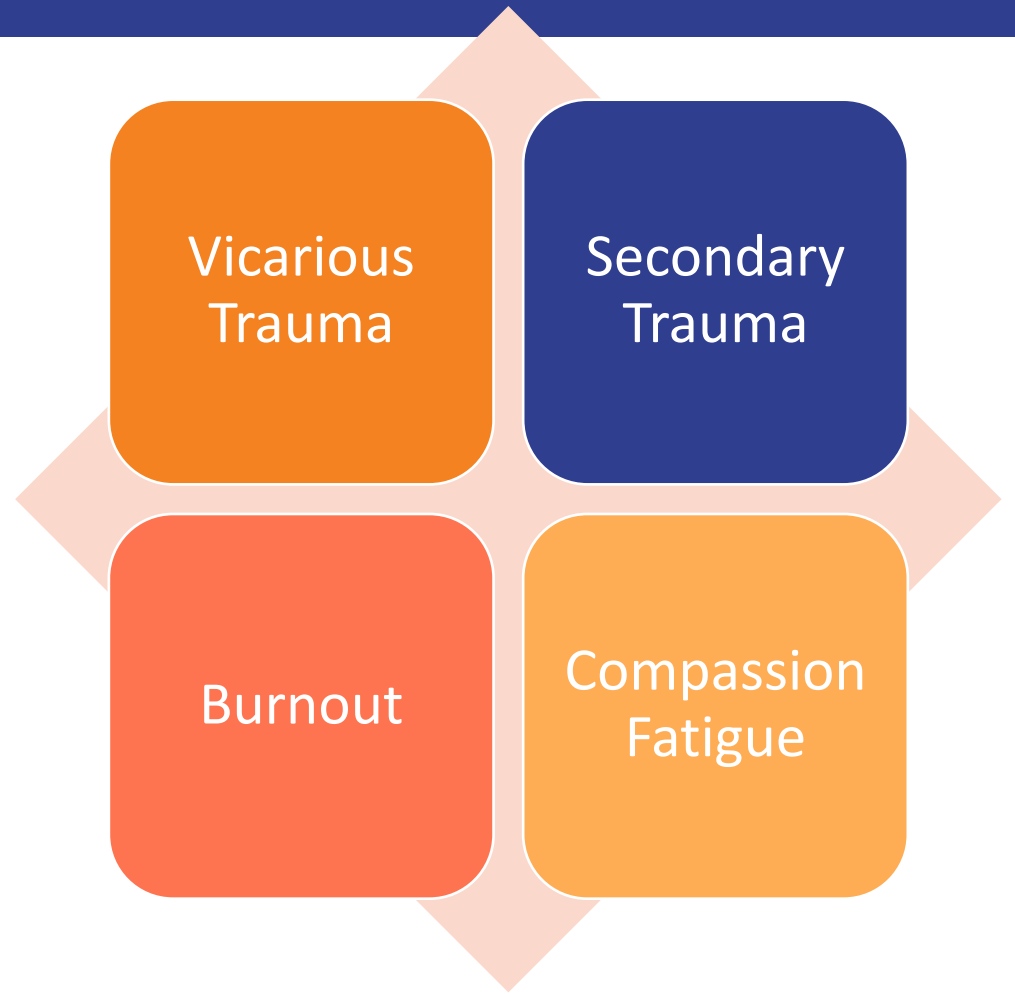 Vicarious
Trauma
Secondary
Trauma
Burnout
Compassion
Fatigue